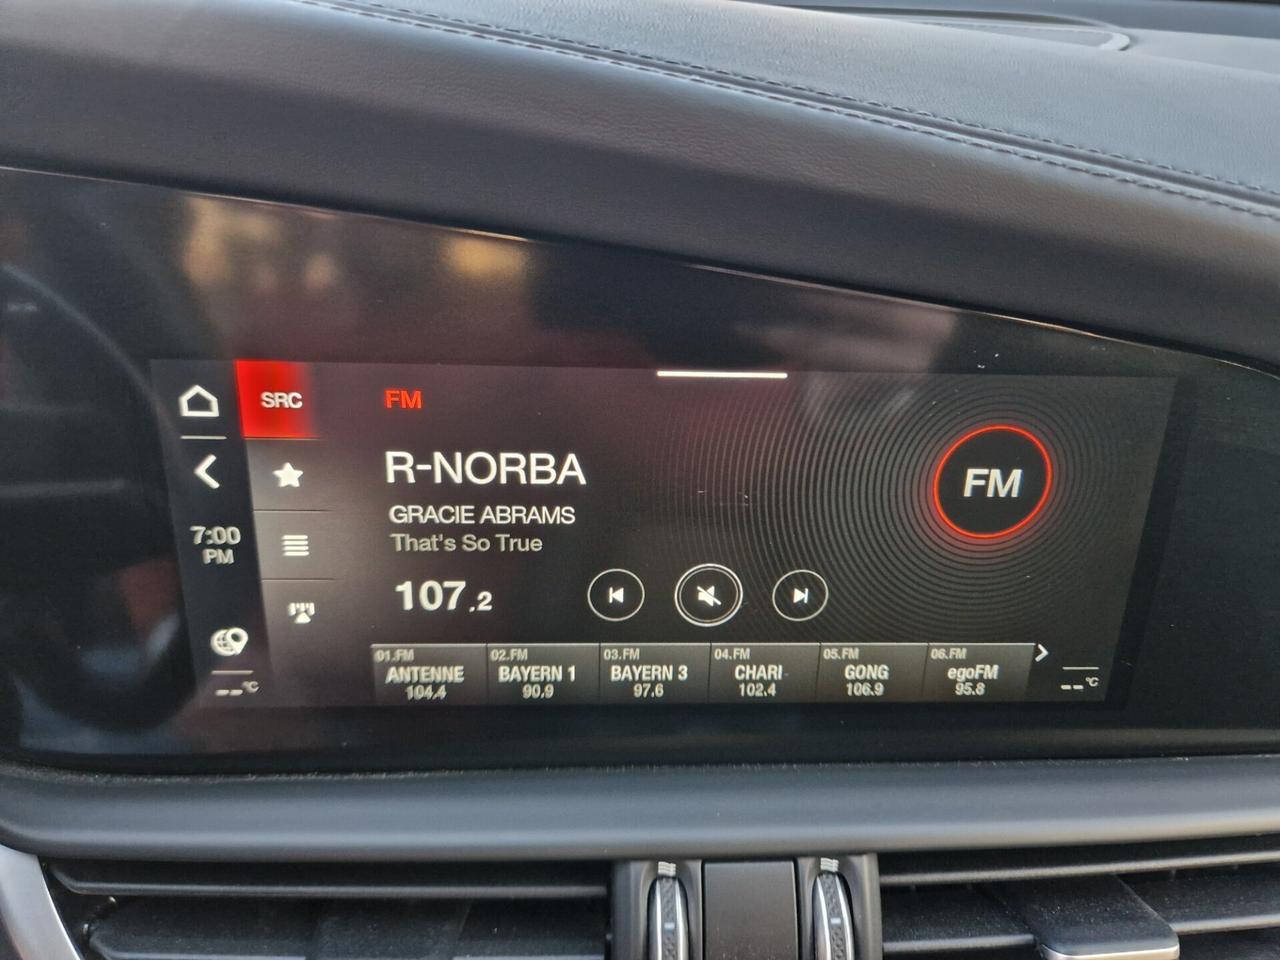 SRC
FM
R-NORBA
GRACIE ABRAMS
That's So True
107.2
FM
7:00
PM
01.FM
ANTENNE
104.4
02.FM
BAYERN 1
90.9
03.FM
BAYERN 3
97.6
04.FM
CHARI
102.4
05.FM
GONG
106.9
06.FM
egoFM
95.8
--°C
--°C